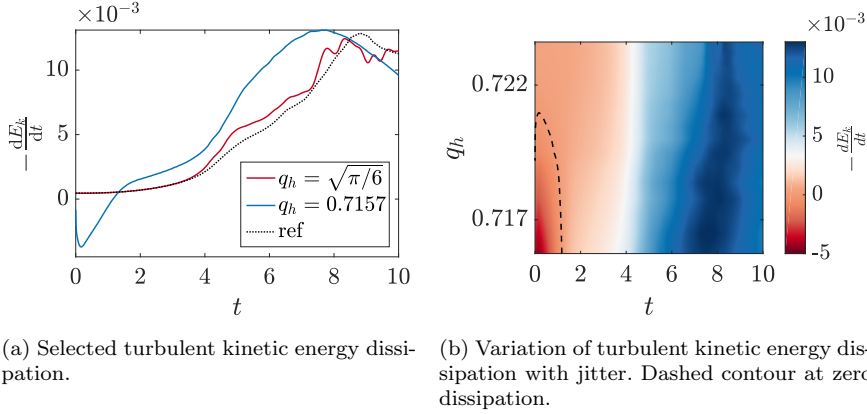 ×10⁻³
10
5
0
0
2
4
6
8
10
t
−dEₖ/dt
q_h = √π/6
q_h = 0.7157
ref
(a) Selected turbulent kinetic energy dissi-
pation.
×10⁻³
0.722
0.717
q_h
0
2
4
6
8
10
t
10
5
0
-5
−dEₖ/dt
(b) Variation of turbulent kinetic energy dis-
sipation with jitter. Dashed contour at zero
dissipation.